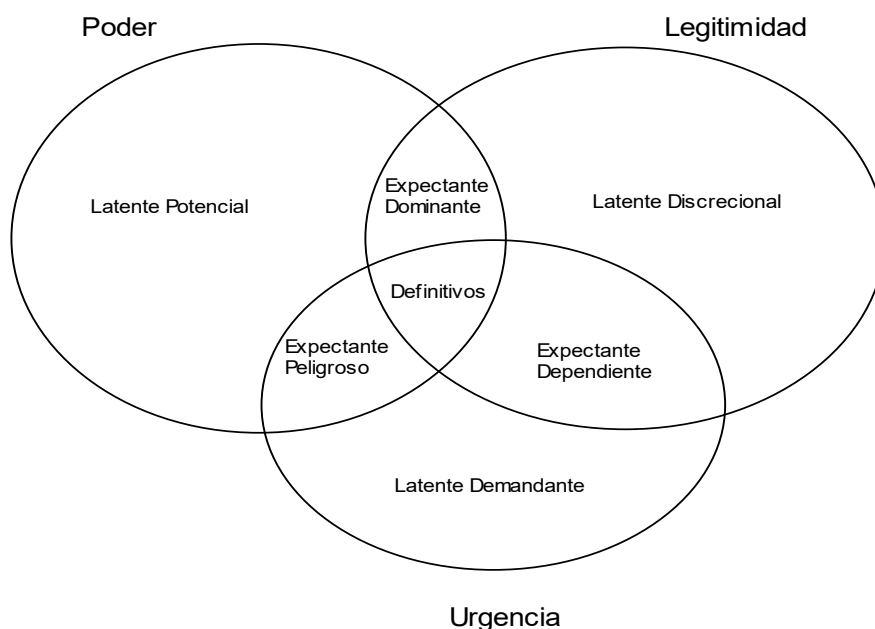 Poder
Legitimidad
Latente Potencial
Expectante
Dominante
Latente Discrecional
Definitivos
Expectante
Peligroso
Expectante
Dependiente
Latente Demandante
Urgencia